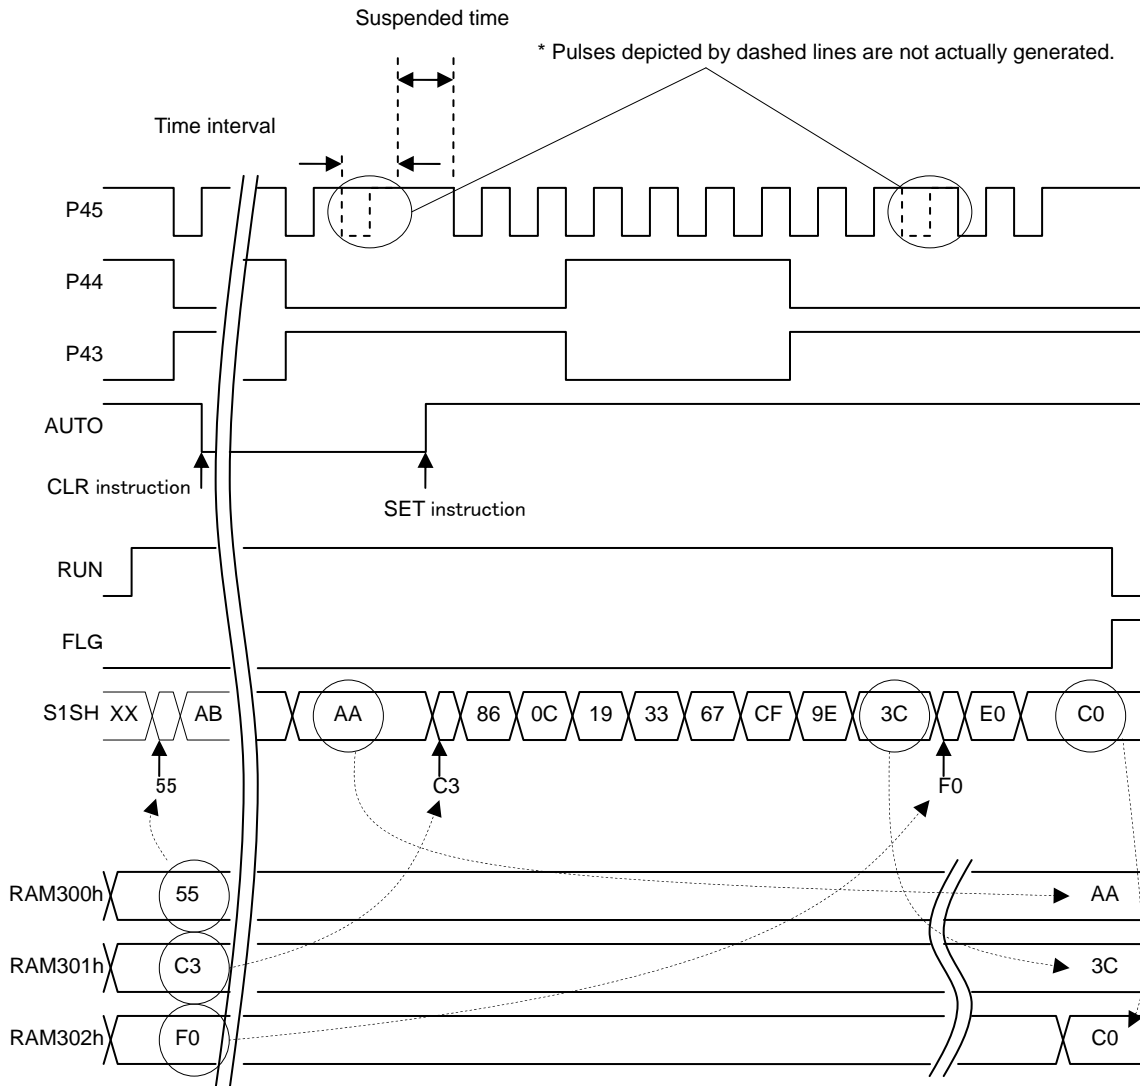 Suspended time
* Pulses depicted by dashed lines are not actually generated.
Time interval
P45
P44
P43
AUTO
CLR instruction
SET instruction
RUN
FLG
S1SH XX AB AA 86 0C 19 33 67 CF 9E 3C E0 C0
55 C3 F0
RAM300h 55 AA
RAM301h C3 3C
RAM302h F0 C0